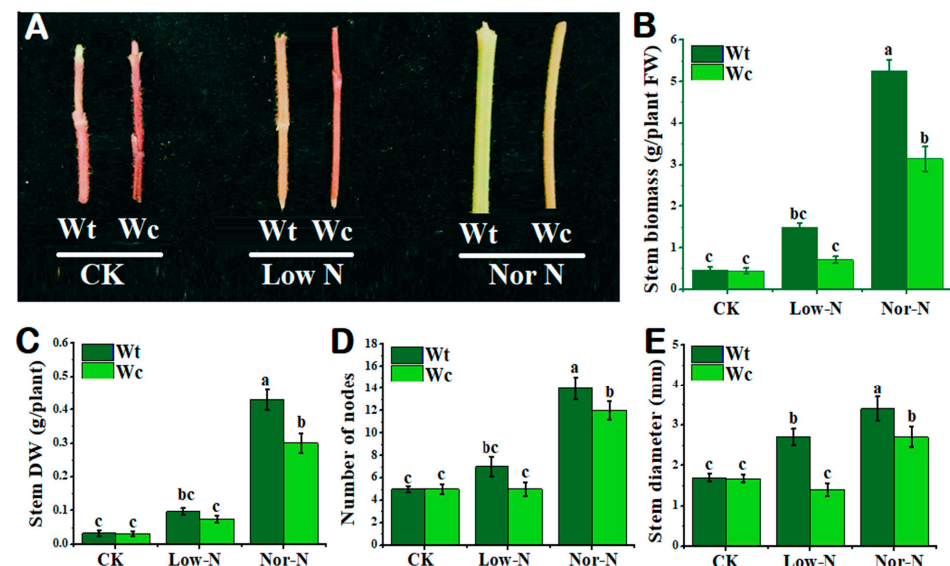 A
Wt Wc Wt Wc Wt Wc
CK Low N Nor N
B
Wt
Wc
Stem biomass (g/plant FW)
6
5
4
3
2
1
0
c c bc c a b
CK Low-N Nor-N
C
Wt
Wc
Stem DW (g/plant)
0.6
0.5
0.4
0.3
0.2
0.1
0.0
c c bc c a b
CK Low-N Nor-N
D
Wt
Wc
Number of nodes
18
16
14
12
10
8
6
4
2
0
c c bc c a b
CK Low-N Nor-N
E
Wt
Wc
Stem diameter (mm)
5
4
3
2
1
0
c c b c a b
CK Low-N Nor-N